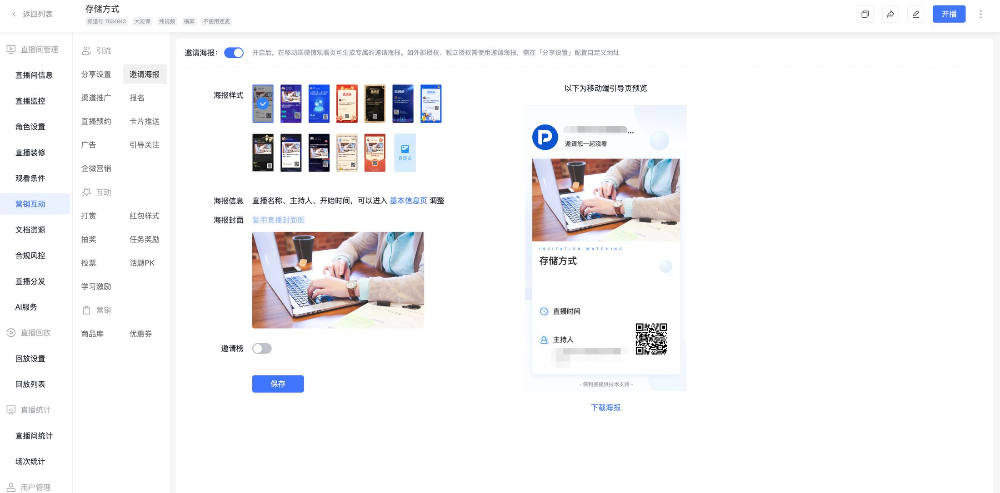 返回列表
存储方式
频道号 7634843 大班课 纯视频 横屏 不使用连麦
开播
直播间管理
直播间信息
直播监控
角色设置
直播装修
观看条件
营销互动
文档资源
合规风控
直播分发
AI服务
直播回放
回放设置
回放列表
直播统计
直播间统计
场次统计
用户管理
引流
分享设置 邀请海报
渠道推广 报名
直播预约 卡片推送
广告 引导关注
企微营销
互动
打赏 红包样式
抽奖 任务奖励
投票 话题PK
学习激励
营销
商品库 优惠券
邀请海报： 开启后，在移动端微信观看页可生成专属的邀请海报。如外部授权、独立授权需使用邀请海报，需在「分享设置」配置自定义地址
海报样式
邀请函
邀请函
邀请函
邀请函
自定义
海报信息 直播名称、主持人、开始时间，可以进入 基本信息页 调整
海报封面 复用直播封面图
邀请榜
保存
以下为移动端引导页预览
...
邀请您一起观看
INVITATION WATCHING
存储方式
直播时间
主持人
- 保利威提供技术支持 -
下载海报